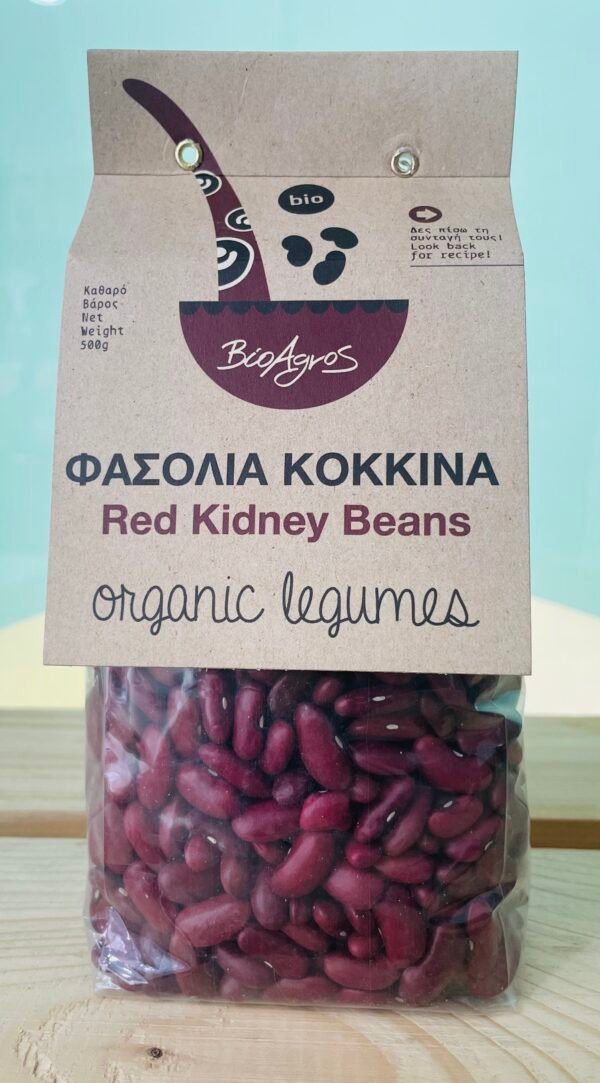 bio
Δες πίσω τη
συνταγή τους!
Look back
for recipe!
Καθαρό
Βάρος
Net
Weight
500g
BioAgros
ΦΑΣΟΛΙΑ ΚΟΚΚΙΝΑ
Red Kidney Beans
organic legumes